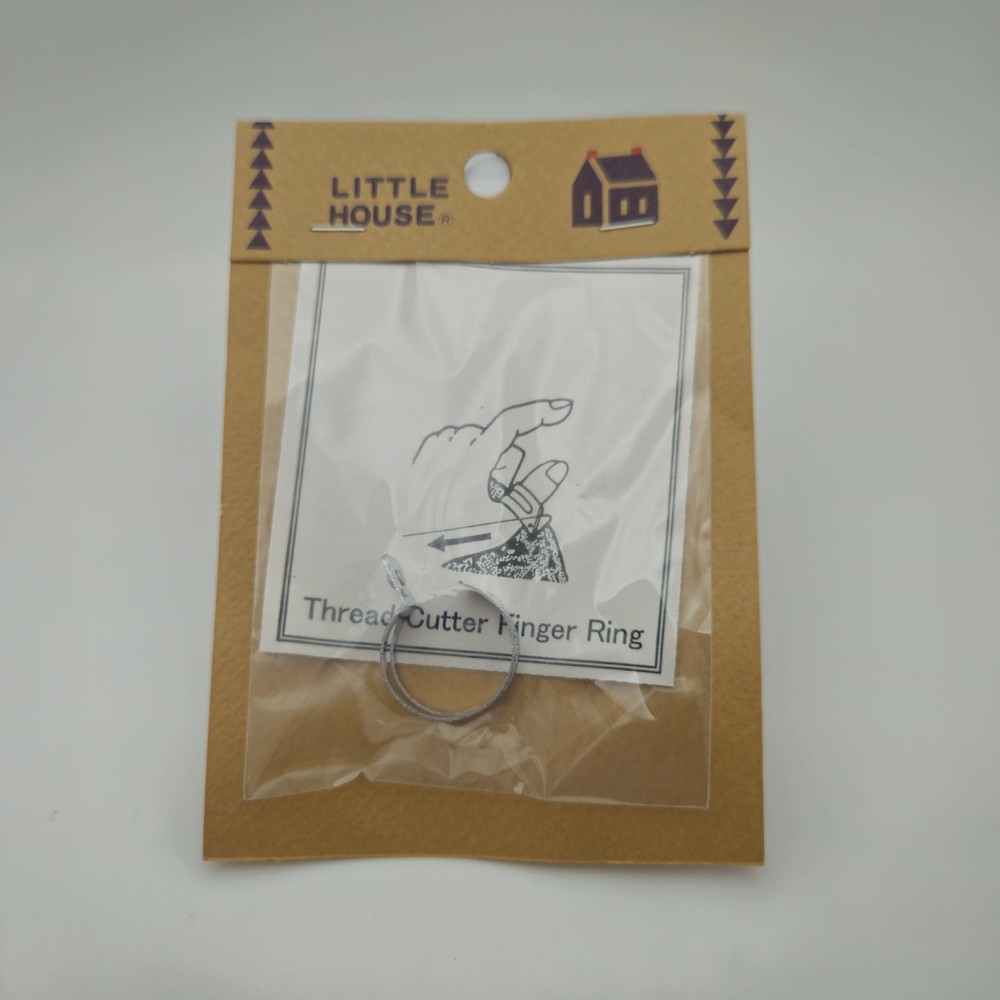 LITTLE
HOUSE®
Thread Cutter Finger Ring